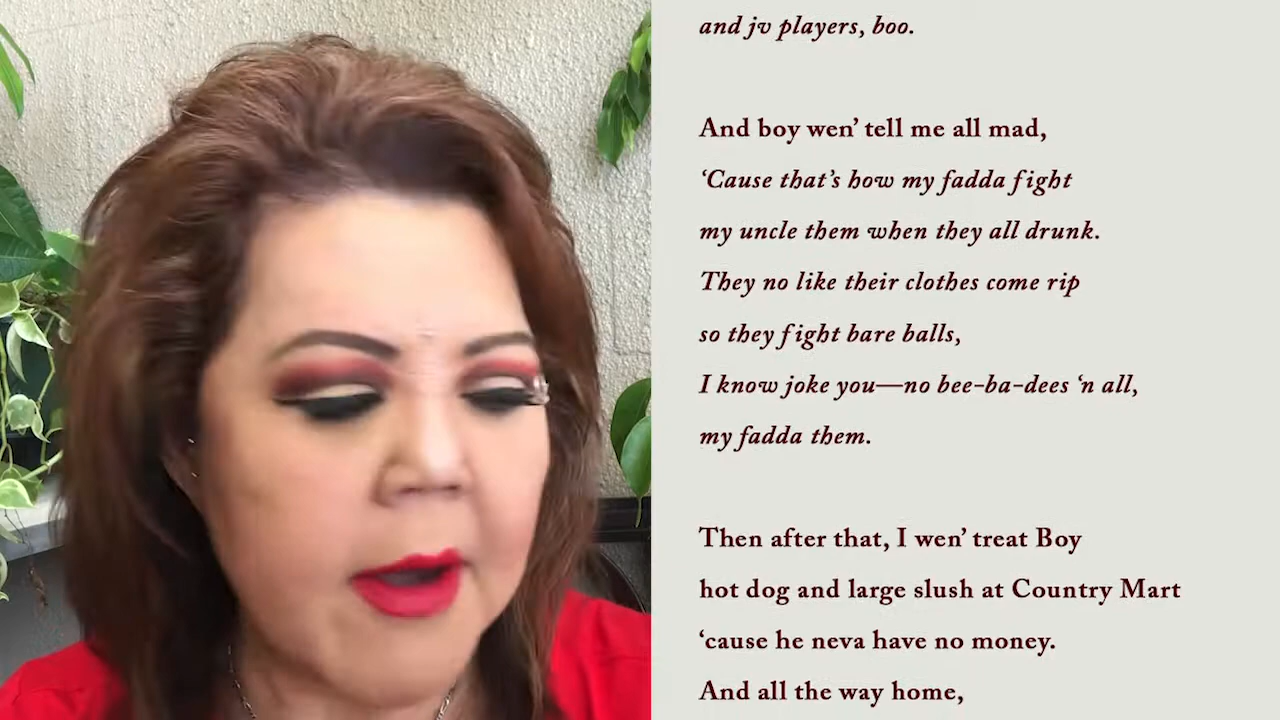 and jv players, boo.
And boy wen’ tell me all mad,
‘Cause that’s how my fadda fight
my uncle them when they all drunk.
They no like their clothes come rip
so they fight bare balls,
I know joke you—no bee-ba-dees ‘n all,
my fadda them.
Then after that, I wen’ treat Boy
hot dog and large slush at Country Mart
‘cause he neva have no money.
And all the way home,